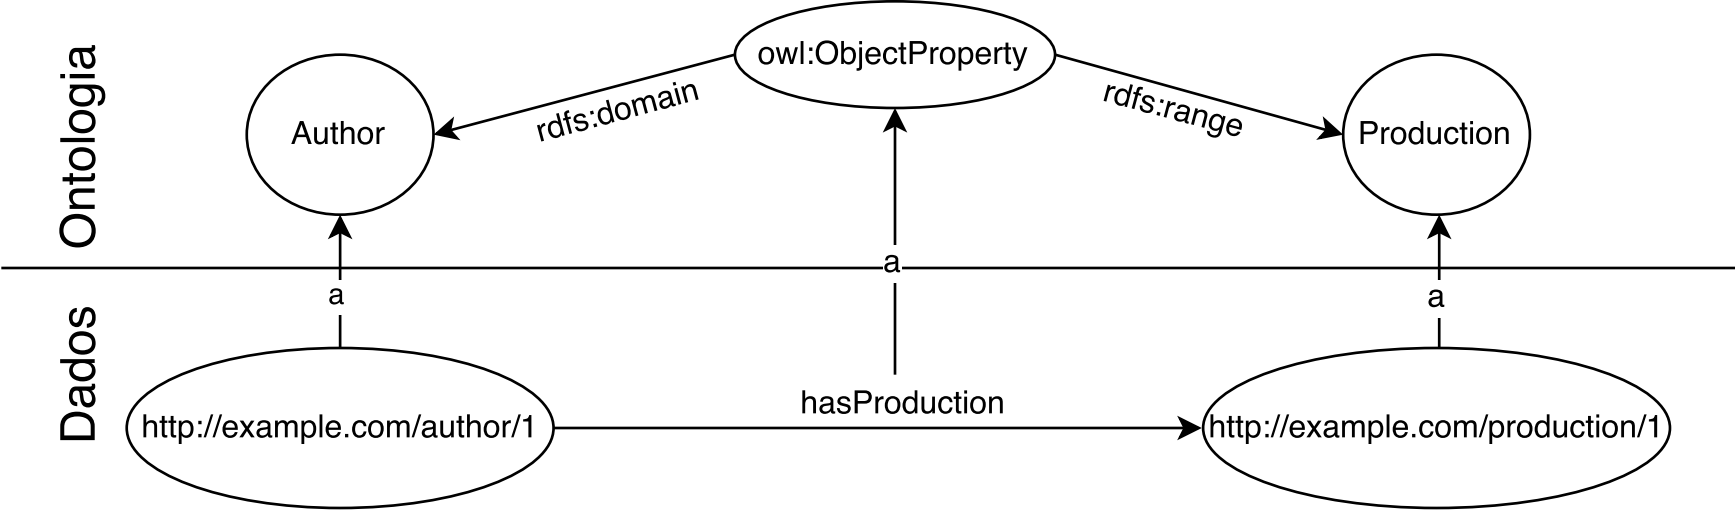 Ontologia
owl:ObjectProperty
Author
rdfs:domain
rdfs:range
Production
a
a
a
Dados
hasProduction
http://example.com/author/1
http://example.com/production/1